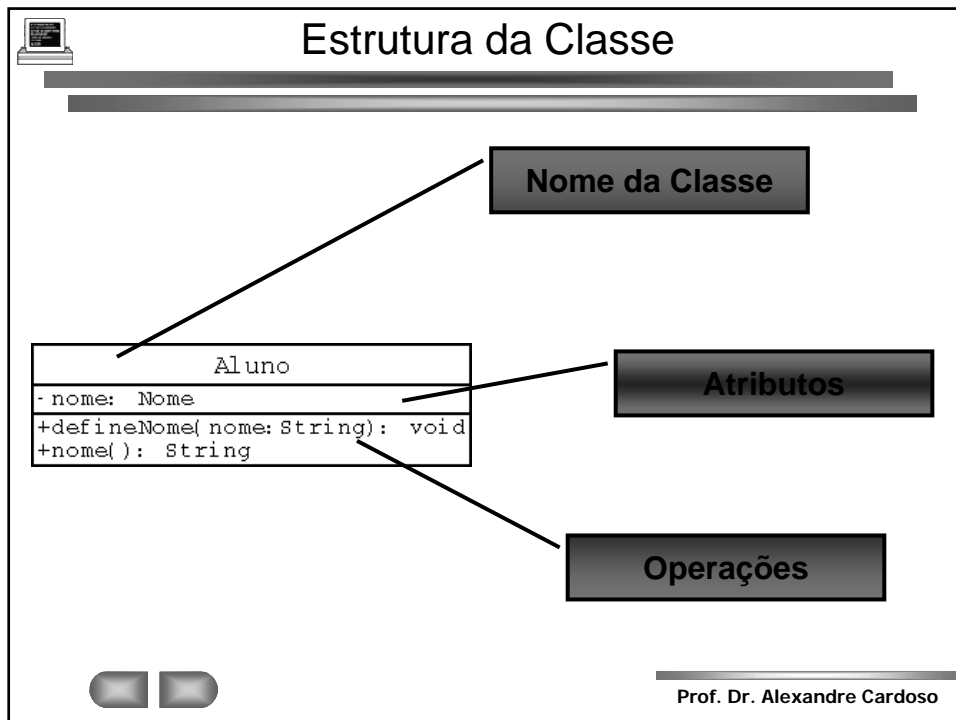 Estrutura da Classe
Nome da Classe
Aluno
- nome: Nome
+defineNome(nome:String): void
+nome(): String
Atributos
Operações
Prof. Dr. Alexandre Cardoso